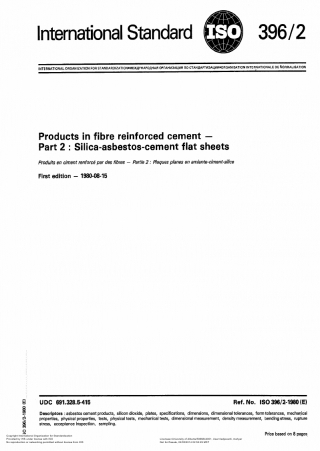 International Standard
ISO
396/2
INTERNATIONAL ORGANIZATION FOR STANDARDIZATION•МЕЖДУНАРОДНАЯ ОРГАНИЗАЦИЯ ПО СТАНДАРТИЗАЦИИ•ORGANISATION INTERNATIONALE DE NORMALISATION
Products in fibre reinforced cement —
Part 2 : Silica-asbestos-cement flat sheets
Produits en ciment renforcé par des fibres — Partie 2 : Plaques planes en amiante-ciment-silice
First edition — 1980-08-15
UDC 691.328.5-415
Ref. No. ISO 396/2-1980 (E)
Descriptors : asbestos cement products, silicon dioxide, plates, specifications, dimensions, dimensional tolerances, form tolerances, mechanical
properties, physical properties, tests, physical tests, mechanical tests, dimensional measurement, density measurement, bending stress, rupture
stress, acceptance inspection, sampling.
Price based on 8 pages
ISO 396/2-1980 (E)